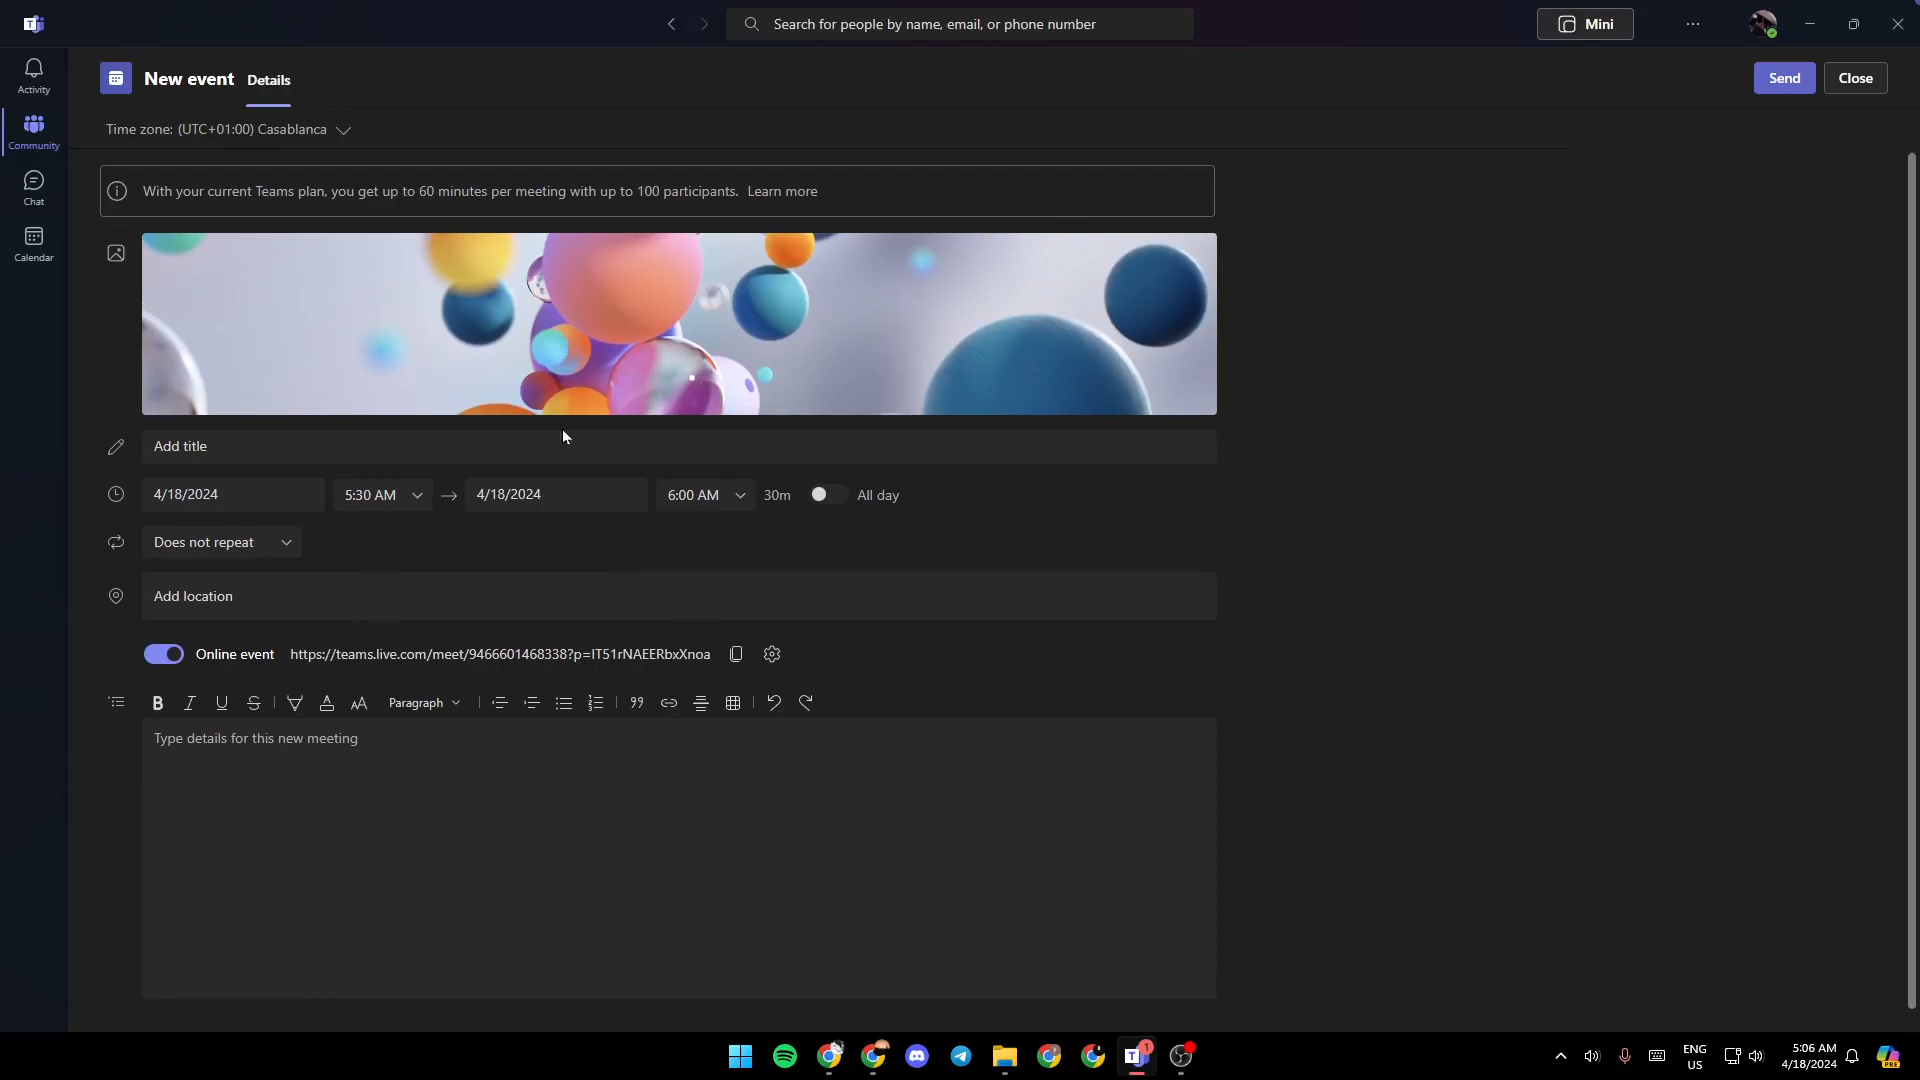 Search for people by name, email, or phone number
Mini
Activity
Community
Chat
Calendar
New event Details
Send Close
Time zone: (UTC+01:00) Casablanca
With your current Teams plan, you get up to 60 minutes per meeting with up to 100 participants. Learn more
Add title
4/18/2024 5:30 AM → 4/18/2024 6:00 AM 30m All day
Does not repeat
Add location
Online event https://teams.live.com/meet/9466601468338?p=IT51rNAEERbxXnoa
B I U S A AA Paragraph
Type details for this new meeting
1
ENG
US
5:06 AM
4/18/2024
PRE